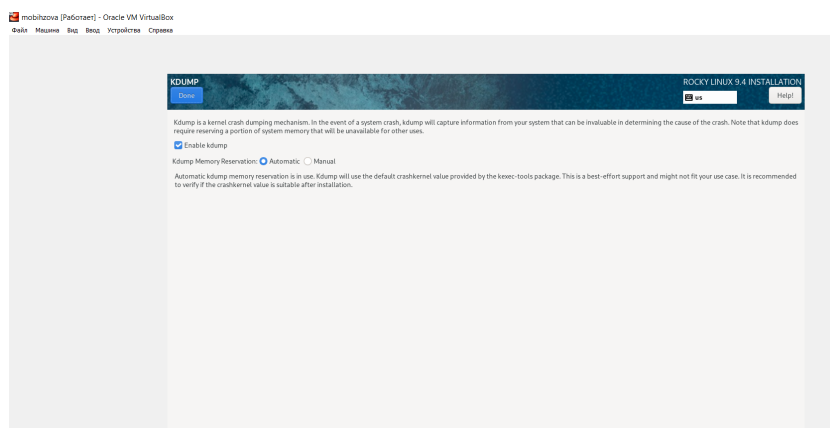 mobihzova [Работает] - Oracle VM VirtualBox
Файл Машина Вид Ввод Устройства Справка
KDUMP
ROCKY LINUX 9.4 INSTALLATION
Done
us
Help!
Kdump is a kernel crash dumping mechanism. In the event of a system crash, kdump will capture information from your system that can be invaluable in determining the cause of the crash. Note that kdump does
require reserving a portion of system memory that will be unavailable for other uses.
Enable kdump
Kdump Memory Reservation: Automatic Manual
Automatic kdump memory reservation is in use. Kdump will use the default crashkernel value provided by the kexec-tools package. This is a best-effort support and might not fit your use case. It is recommended
to verify if the crashkernel value is suitable after installation.